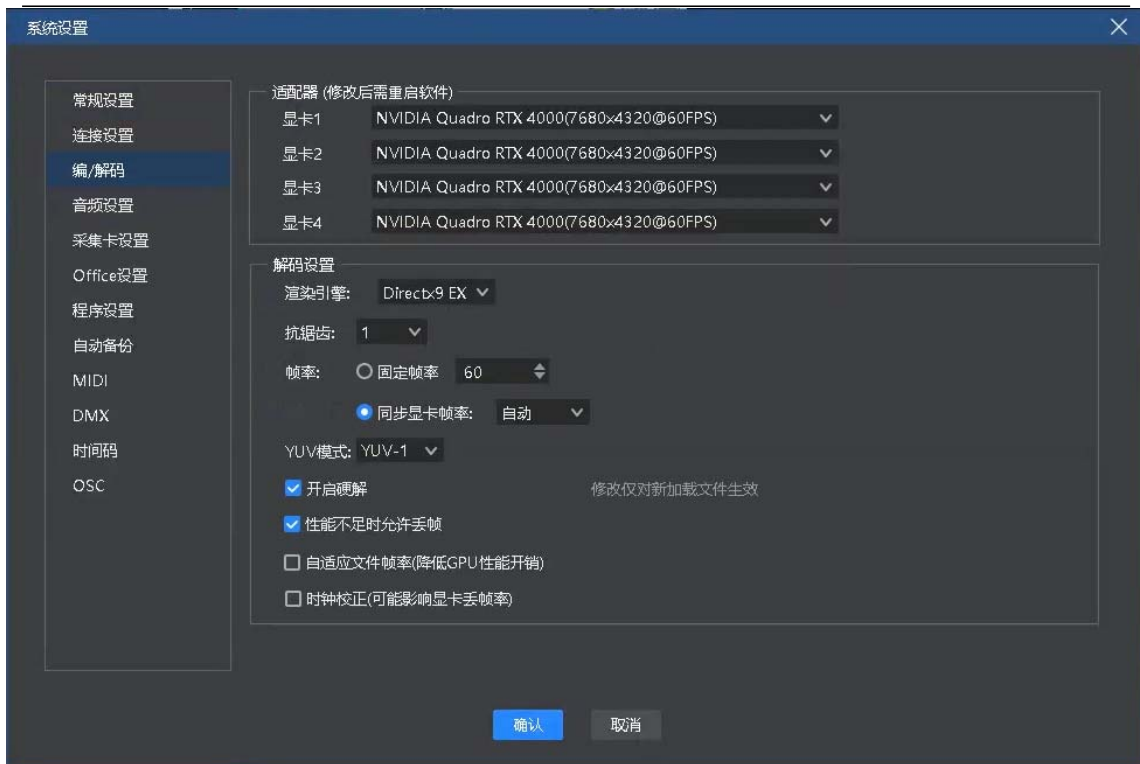 系统设置
常规设置
连接设置
编/解码
音频设置
采集卡设置
Office设置
程序设置
自动备份
MIDI
DMX
时间码
OSC
适配器 (修改后需重启软件)
显卡1 NVIDIA Quadro RTX 4000(7680x4320@60FPS)
显卡2 NVIDIA Quadro RTX 4000(7680x4320@60FPS)
显卡3 NVIDIA Quadro RTX 4000(7680x4320@60FPS)
显卡4 NVIDIA Quadro RTX 4000(7680x4320@60FPS)
解码设置
渲染引擎: Directx9 EX
抗锯齿: 1
帧率: 固定帧率 60
同步显卡帧率: 自动
YUV模式: YUV-1
开启硬解 修改仅对新加载文件生效
性能不足时允许丢帧
自适应文件帧率(降低GPU性能开销)
时钟校正(可能影响显卡丢帧率)
确认 取消